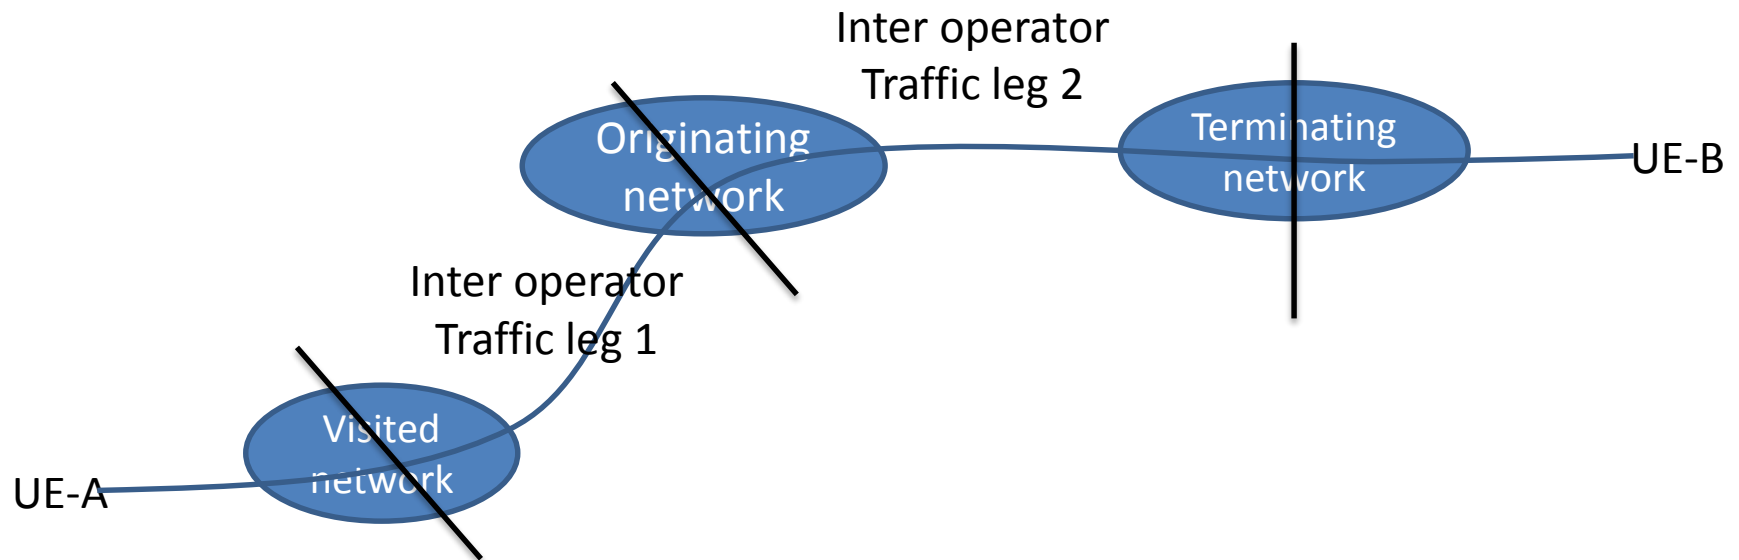 Inter operator
Traffic leg 2
Originating
network
Terminating
network
UE-B
Inter operator
Traffic leg 1
Visited
network
UE-A